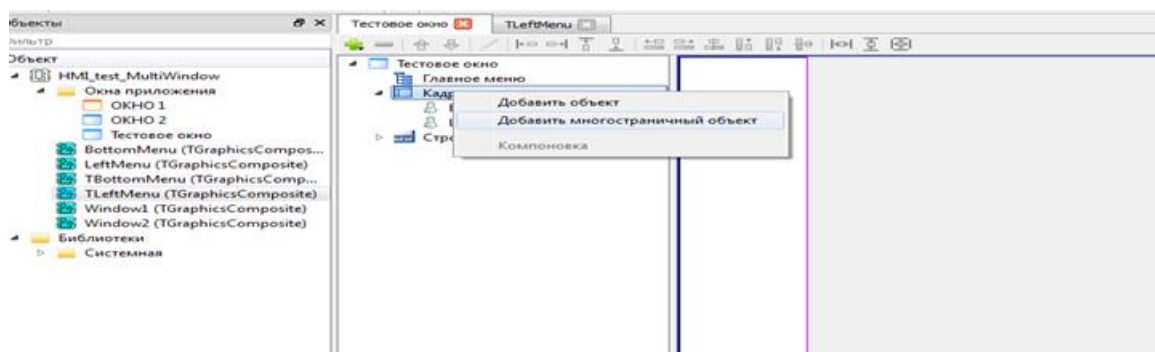 бъекты
Тестовое окно
TLeftMenu
Объект
HMI_test_MultiWindow
Окна приложения
ОКНО 1
ОКНО 2
Тестовое окно
BottomMenu (TGraphicsCompos...
LeftMenu (TGraphicsComposite)
TBottomMenu (TGraphicsComp...
TLeftMenu (TGraphicsComposite)
Window1 (TGraphicsComposite)
Window2 (TGraphicsComposite)
Библиотеки
Системная
Тестовое окно
Главное меню
Кадр
Стро
Добавить объект
Добавить многостраничный объект
Компоновка